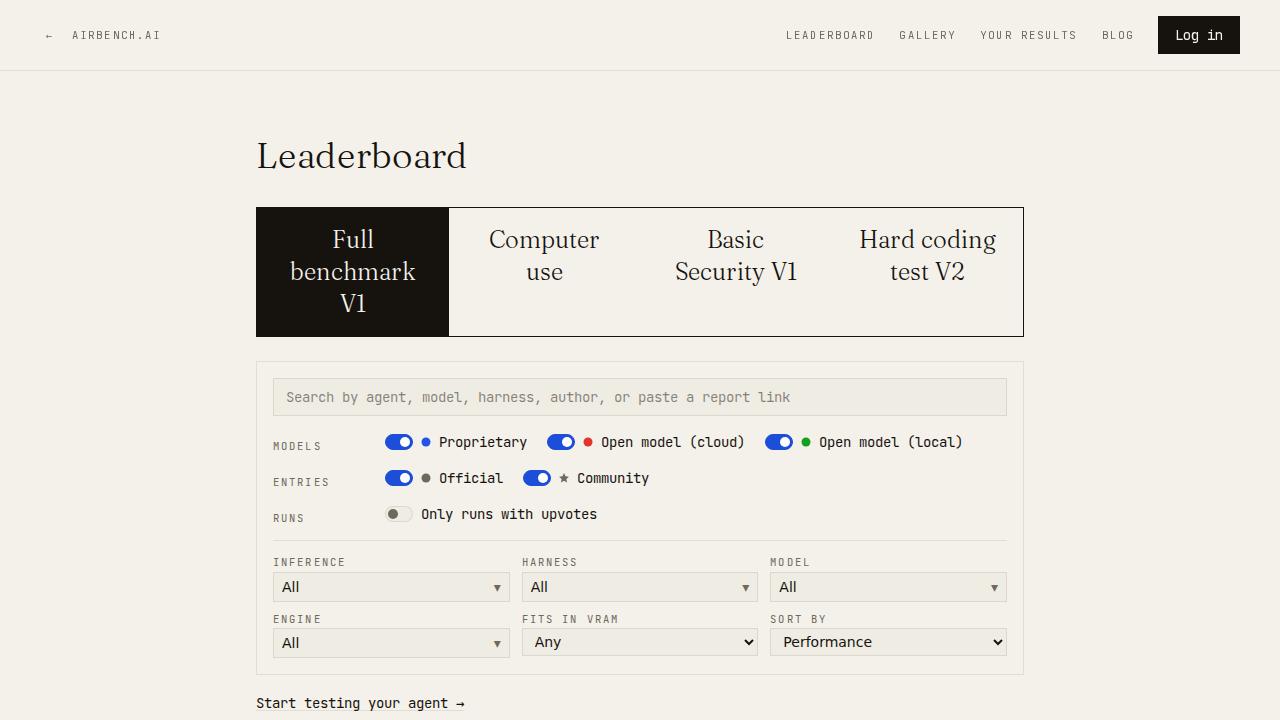 ← AIRBENCH.AI LEADERBOARD GALLERY YOUR RESULTS BLOG Log in
Leaderboard
Full
benchmark
V1
Computer
use
Basic
Security V1
Hard coding
test V2
Search by agent, model, harness, author, or paste a report link
MODELS Proprietary Open model (cloud) Open model (local)
ENTRIES Official Community
RUNS Only runs with upvotes
INFERENCE HARNESS MODEL
All All All
ENGINE FITS IN VRAM SORT BY
All Any Performance
Start testing your agent →